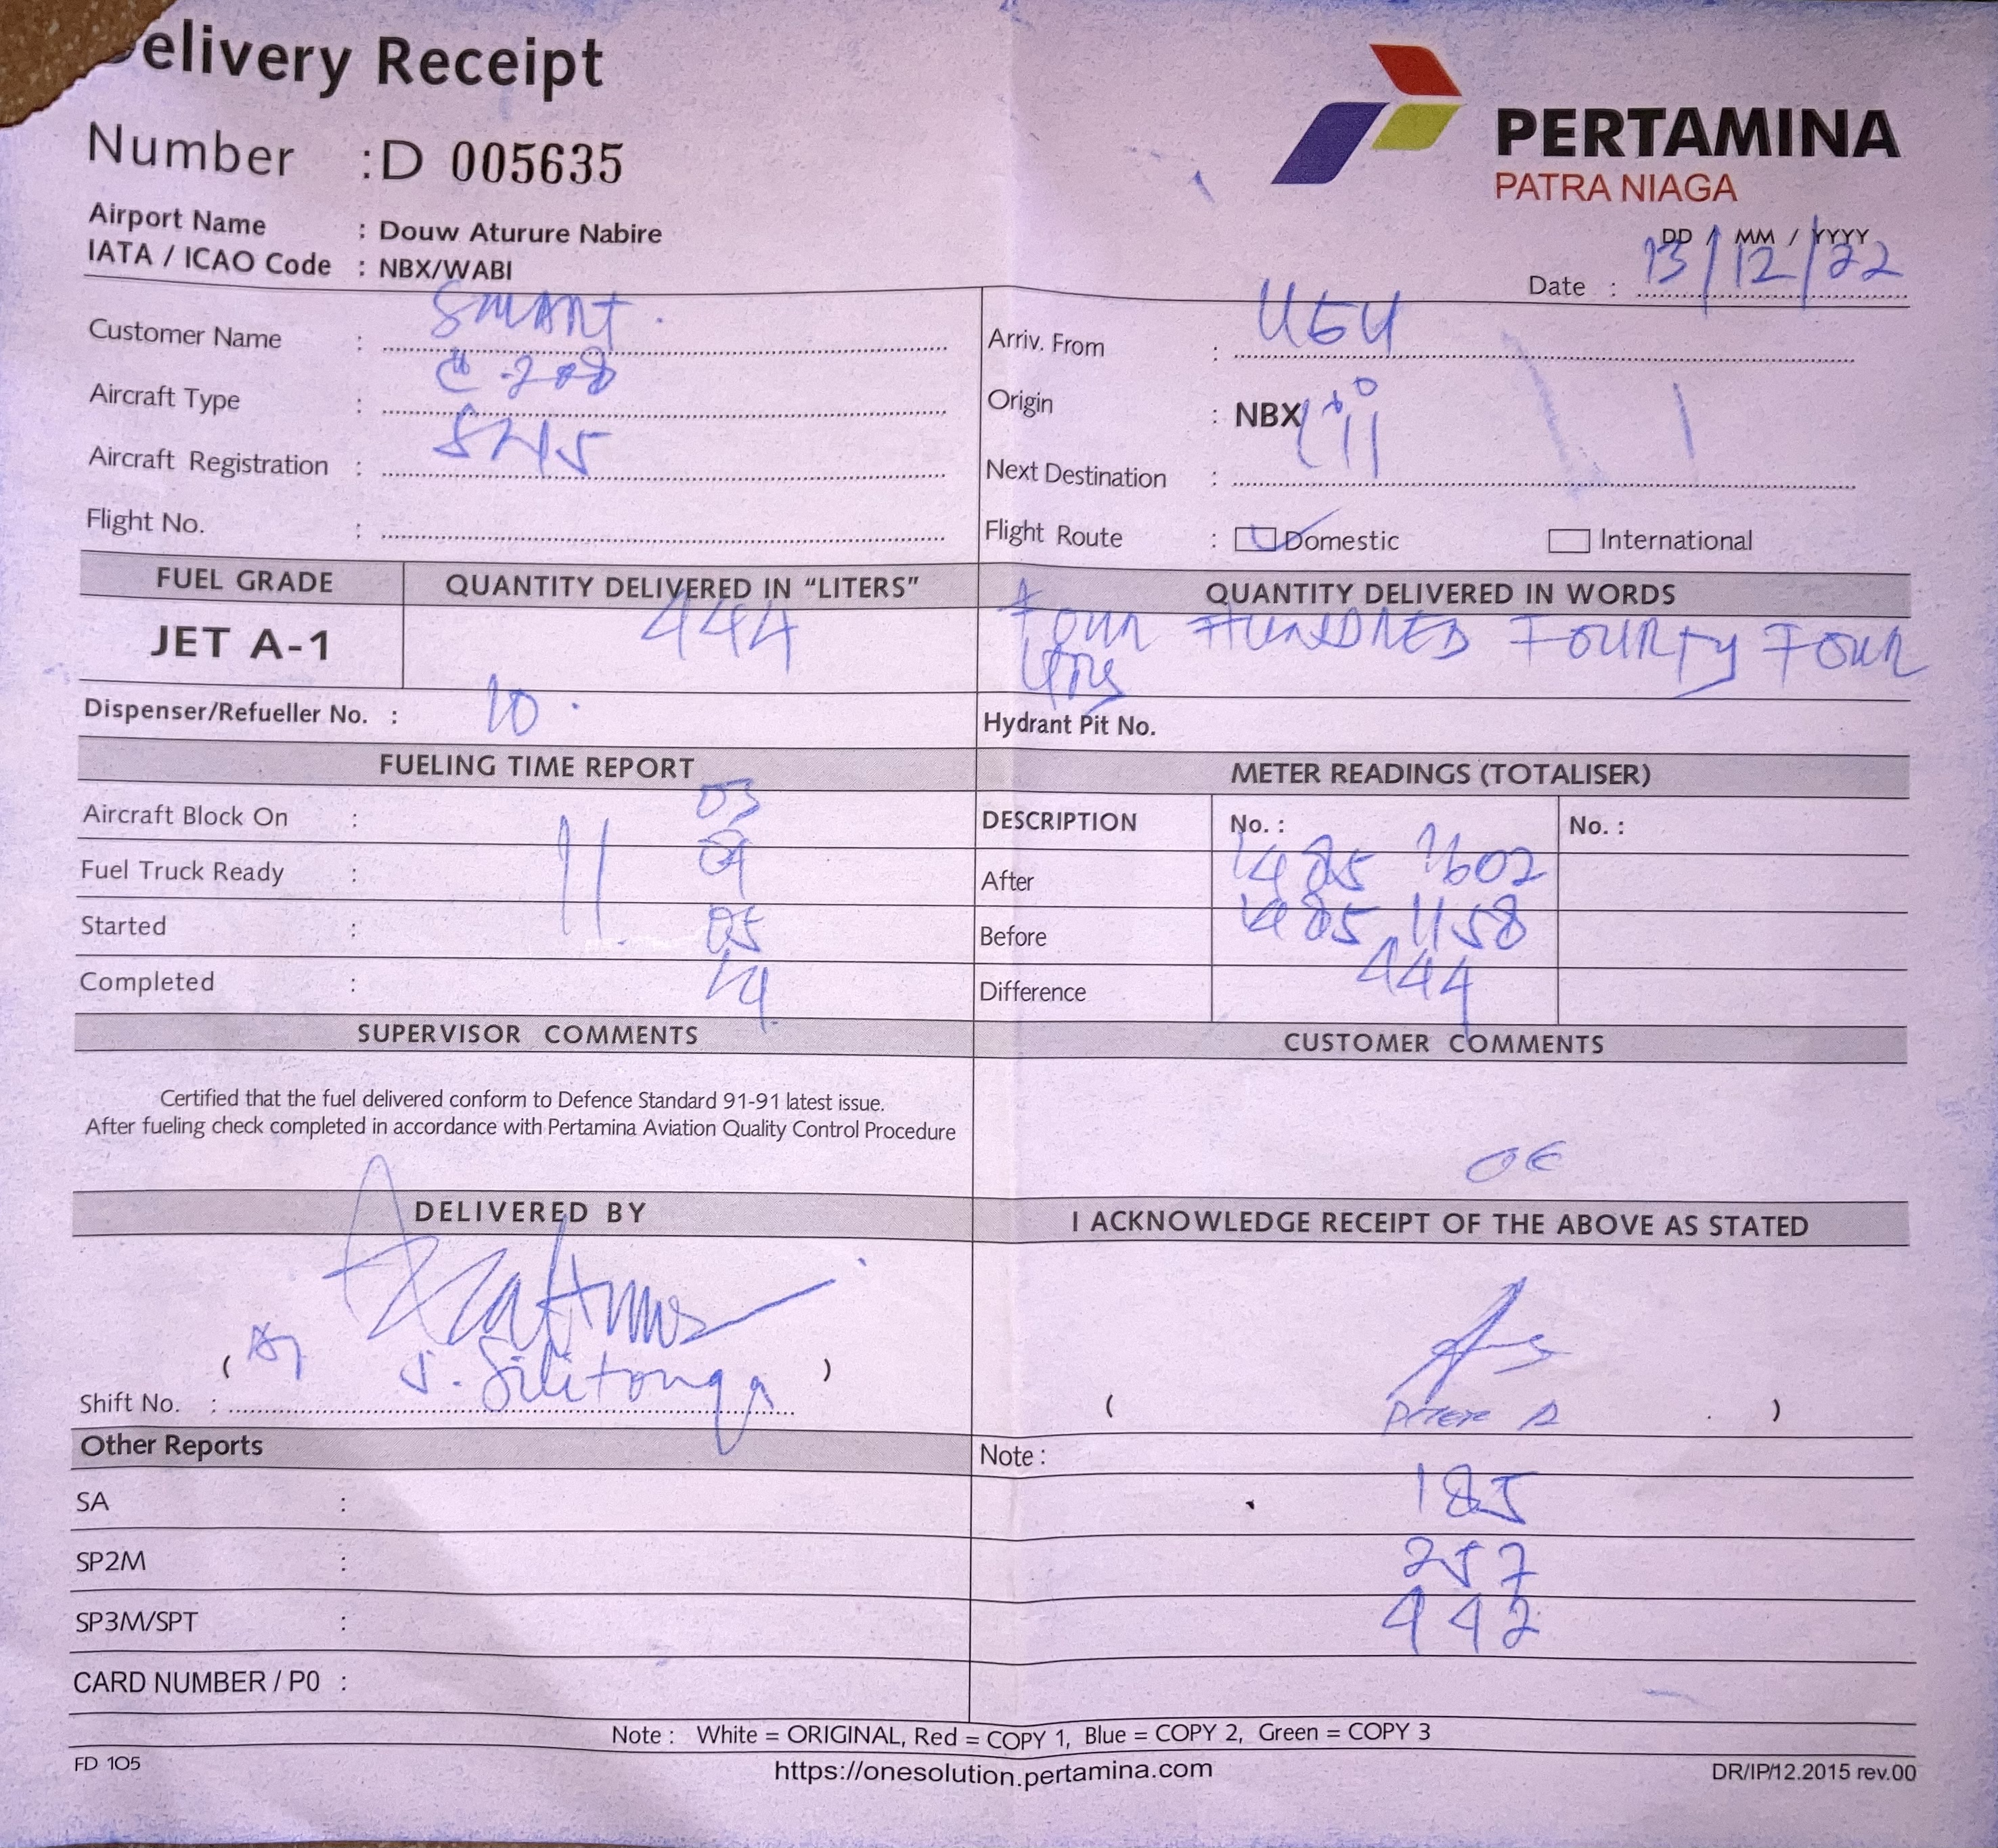 elivery Receipt
Number : D 005635
PERTAMINA
PATRA NIAGA
Airport Name : Douw Aturure Nabire
IATA / ICAO Code : NBX/WABI
DD / MM / YYYY
Date : 13/12/22
Customer Name : SMART
Aircraft Type : C 208
Aircraft Registration :
Flight No. :
Arriv. From :
Origin : NBX
Next Destination :
Flight Route : Domestic International
FUEL GRADE QUANTITY DELIVERED IN “LITERS” QUANTITY DELIVERED IN WORDS
JET A-1 444 Four HUNDRED FOURTY FOUR
Dispenser/Refueller No. : 10 Hydrant Pit No.
FUELING TIME REPORT
Aircraft Block On : 03
Fuel Truck Ready : 04
Started : 11 05
Completed : 14
METER READINGS (TOTALISER)
DESCRIPTION No. : No. :
After 1485 1602
Before 1485 1158
Difference 444
SUPERVISOR COMMENTS
Certified that the fuel delivered conform to Defence Standard 91-91 latest issue.
After fueling check completed in accordance with Pertamina Aviation Quality Control Procedure
CUSTOMER COMMENTS
DELIVERED BY
( J. Silitonga )
Shift No. :
I ACKNOWLEDGE RECEIPT OF THE ABOVE AS STATED
( )
Other Reports
SA :
SP2M :
SP3M/SPT :
CARD NUMBER / P0 :
Note :
185
257
442
Note : White = ORIGINAL, Red = COPY 1, Blue = COPY 2, Green = COPY 3
FD 105
https://onesolution.pertamina.com
DR/IP/12.2015 rev.00